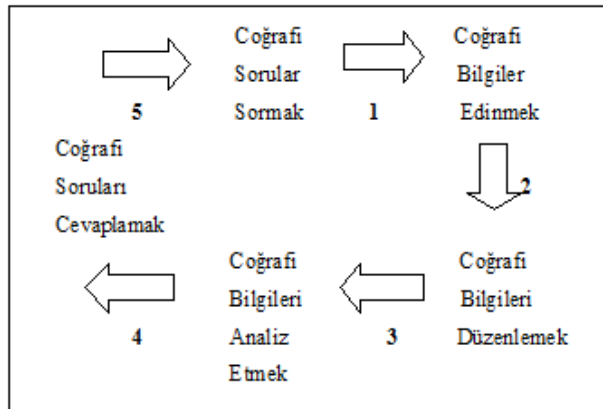 Coğrafi
Sorular
Sormak
Coğrafi
Bilgiler
Edinmek
5
1
Coğrafi
Soruları
Cevaplamak
2
Coğrafi
Bilgileri
Analiz
Etmek
Coğrafi
Bilgileri
Düzenlemek
4
3